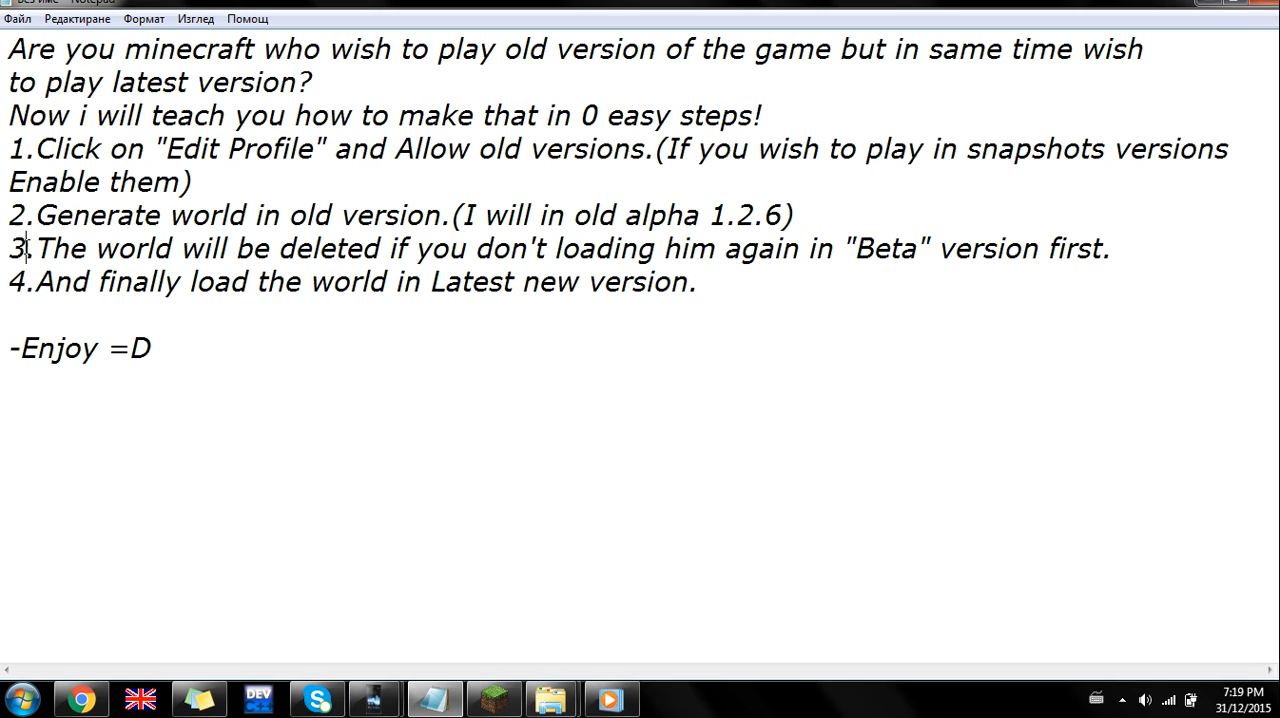 Без име - Notepad
Файл Редактиране Формат Изглед Помощ
Are you minecraft who wish to play old version of the game but in same time wish
to play latest version?
Now i will teach you how to make that in 0 easy steps!
1.Click on "Edit Profile" and Allow old versions.(If you wish to play in snapshots versions
Enable them)
2.Generate world in old version.(I will in old alpha 1.2.6)
3.The world will be deleted if you don't loading him again in "Beta" version first.
4.And finally load the world in Latest new version.
-Enjoy =D
DEV
7:19 PM
31/12/2015